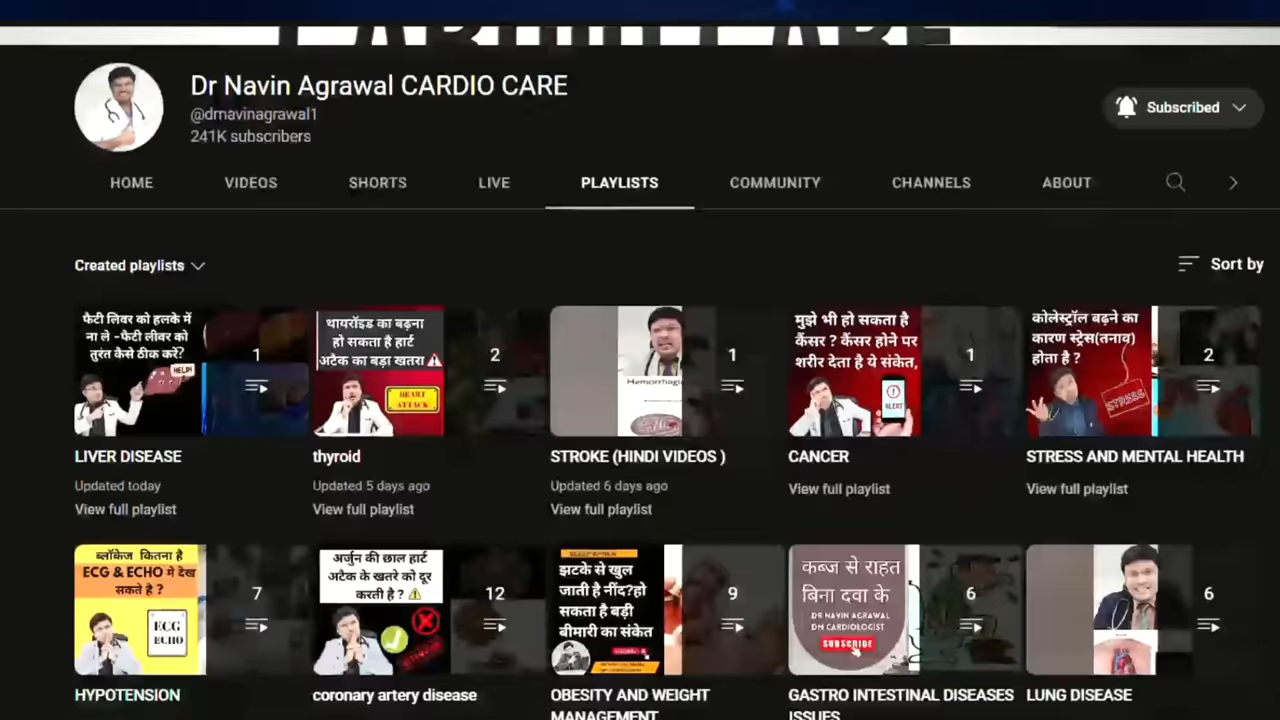 Dr Navin Agrawal CARDIO CARE
@drnavinagrawal1
241K subscribers
Subscribed
HOME
VIDEOS
SHORTS
LIVE
PLAYLISTS
COMMUNITY
CHANNELS
ABOUT
Created playlists
Sort by
फैटी लिवर को हलके में
ना ले -फैटी लीवर को
तुरंत कैसे ठीक करें?
HELP!
1
थायरॉइड का बढ़ना
हो सकता है हार्ट
अटैक का बड़ा खतरा
HEART
ATTACK
2
Hemorrhagic
1
मुझे भी हो सकता है
कैंसर ? कैंसर होने पर
शरीर देता है ये संकेत,
ALERT
1
कोलेस्ट्रॉल बढ़ने का
कारण स्ट्रेस(तनाव)
होता है ?
STRESS
2
LIVER DISEASE
thyroid
STROKE (HINDI VIDEOS )
CANCER
STRESS AND MENTAL HEALTH
Updated today
Updated 5 days ago
Updated 6 days ago
View full playlist
View full playlist
View full playlist
View full playlist
View full playlist
ब्लॉकेज कितना है
ECG & ECHO मे देख
सकते है ?
ECG
ECHO
7
अर्जुन की छाल हार्ट
अटैक के खतरे को दूर
करती है ?
12
झटके से खुल
जाती है नींद?हो
सकता है बड़ी
बीमारी का संकेत
9
कब्ज से राहत
बिना दवा के
DR NAVIN AGRAWAL
DM CARDIOLOGIST
SUBSCRIBE
6
6
HYPOTENSION
coronary artery disease
OBESITY AND WEIGHT
MANAGEMENT
GASTRO INTESTINAL DISEASES
ISSUES
LUNG DISEASE